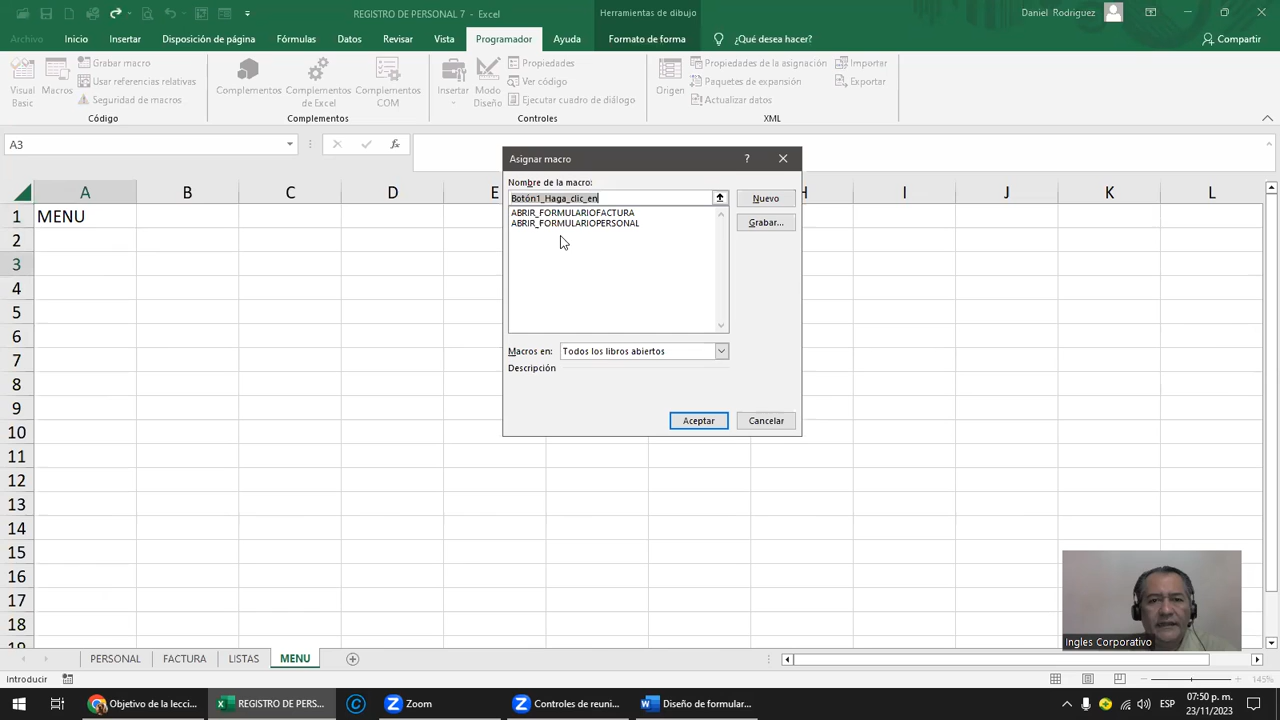 REGISTRO DE PERSONAL 7 - Excel
Herramientas de dibujo
Daniel Rodriguez
Archivo Inicio Insertar Disposición de página Fórmulas Datos Revisar Vista Programador Ayuda Formato de forma ¿Qué desea hacer? Compartir
Visual Basic
Macros
Grabar macro
Usar referencias relativas
Seguridad de macros
Código
Complementos
Complementos de Excel
Complementos COM
Complementos
Insertar
Modo Diseño
Propiedades
Ver código
Ejecutar cuadro de diálogo
Controles
Origen
Propiedades de la asignación
Paquetes de expansión
Actualizar datos
Importar
Exportar
XML
A3
fx
A B C D E H I J K L
1 MENU
2
3
4
5
6
7
8
9
10
11
12
13
14
15
16
17
18
19
Asignar macro
?
Nombre de la macro:
Botón1_Haga_clic_en
ABRIR_FORMULARIOFACTURA
ABRIR_FORMULARIOPERSONAL
Nuevo
Grabar...
Macros en: Todos los libros abiertos
Descripción
Aceptar Cancelar
Ingles Corporativo
PERSONAL FACTURA LISTAS MENU
Introducir
145%
Objetivo de la lecci... REGISTRO DE PERS... Zoom Controles de reuni... Diseño de formular...
ESP
07:50 p. m.
23/11/2023